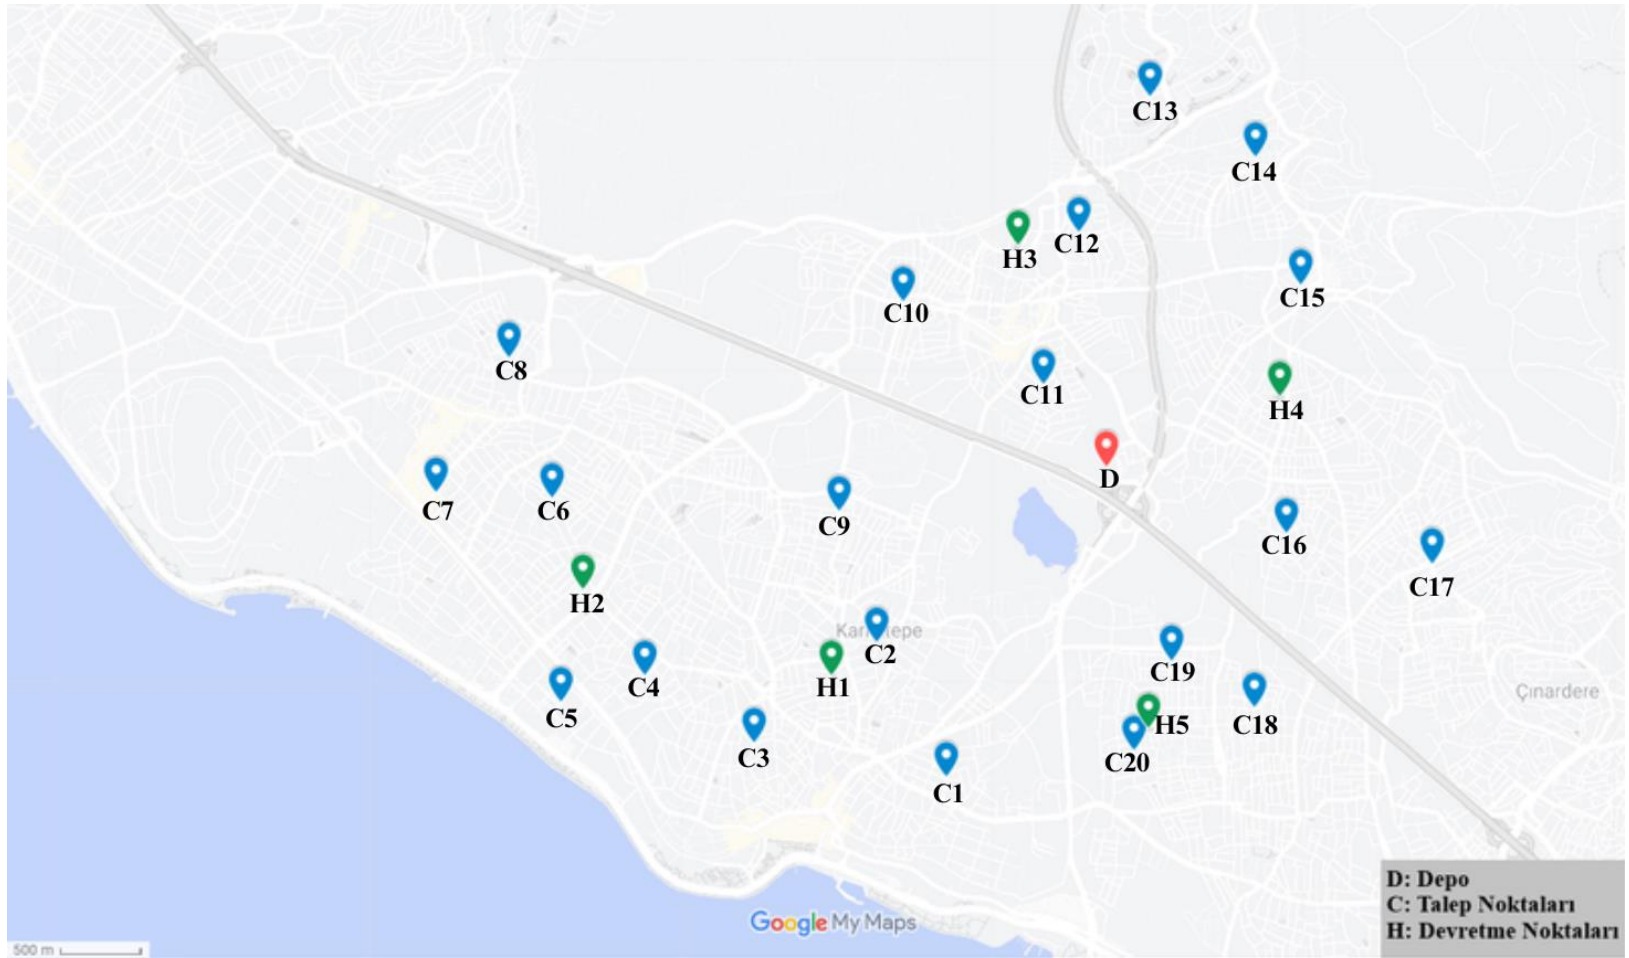 C13
C14
H3
C12
C15
C10
C8
C11
H4
D
C7
C6
C9
C16
C17
H2
C2
C19
C4
H1
Çınardere
C5
C18
H5
C3
C20
C1
D: Depo
C: Talep Noktaları
H: Devretme Noktaları
Google My Maps
500 m